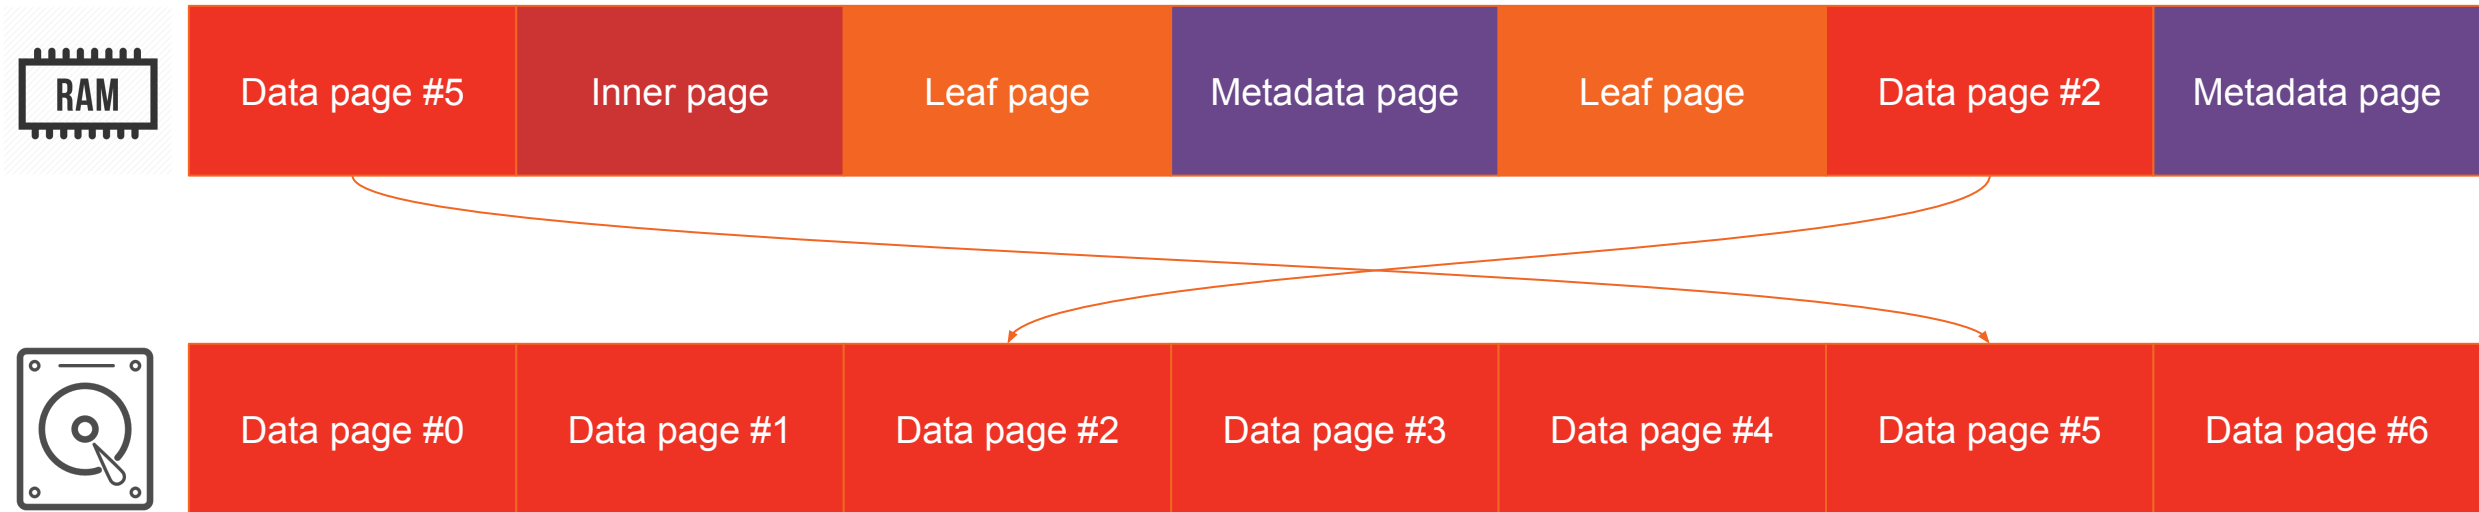 RAM
Data page #5
Inner page
Leaf page
Metadata page
Leaf page
Data page #2
Metadata page
Data page #0
Data page #1
Data page #2
Data page #3
Data page #4
Data page #5
Data page #6